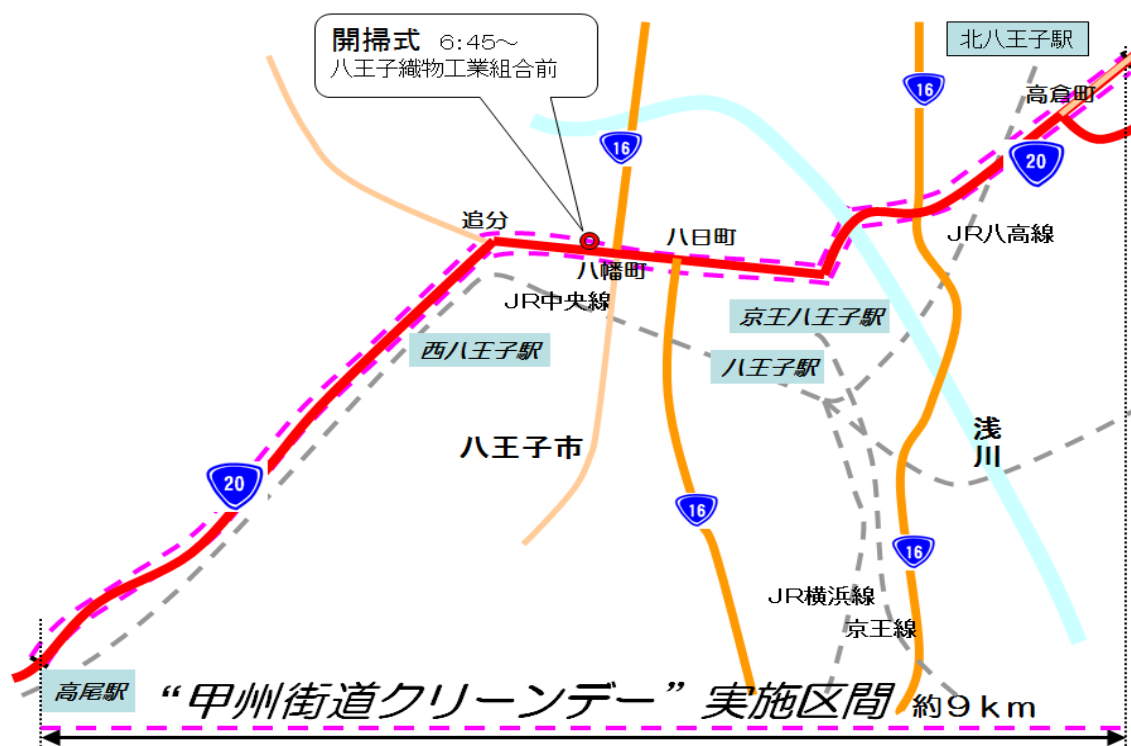 開掃式 6:45～
八王子織物工業組合前
北八王子駅
16
高倉町
16
20
追分
八日町
JR八高線
八幡町
JR中央線
京王八王子駅
西八王子駅
八王子駅
浅川
八王子市
20
16
16
JR横浜線
京王線
高尾駅
“甲州街道クリーンデー”実施区間 約9km